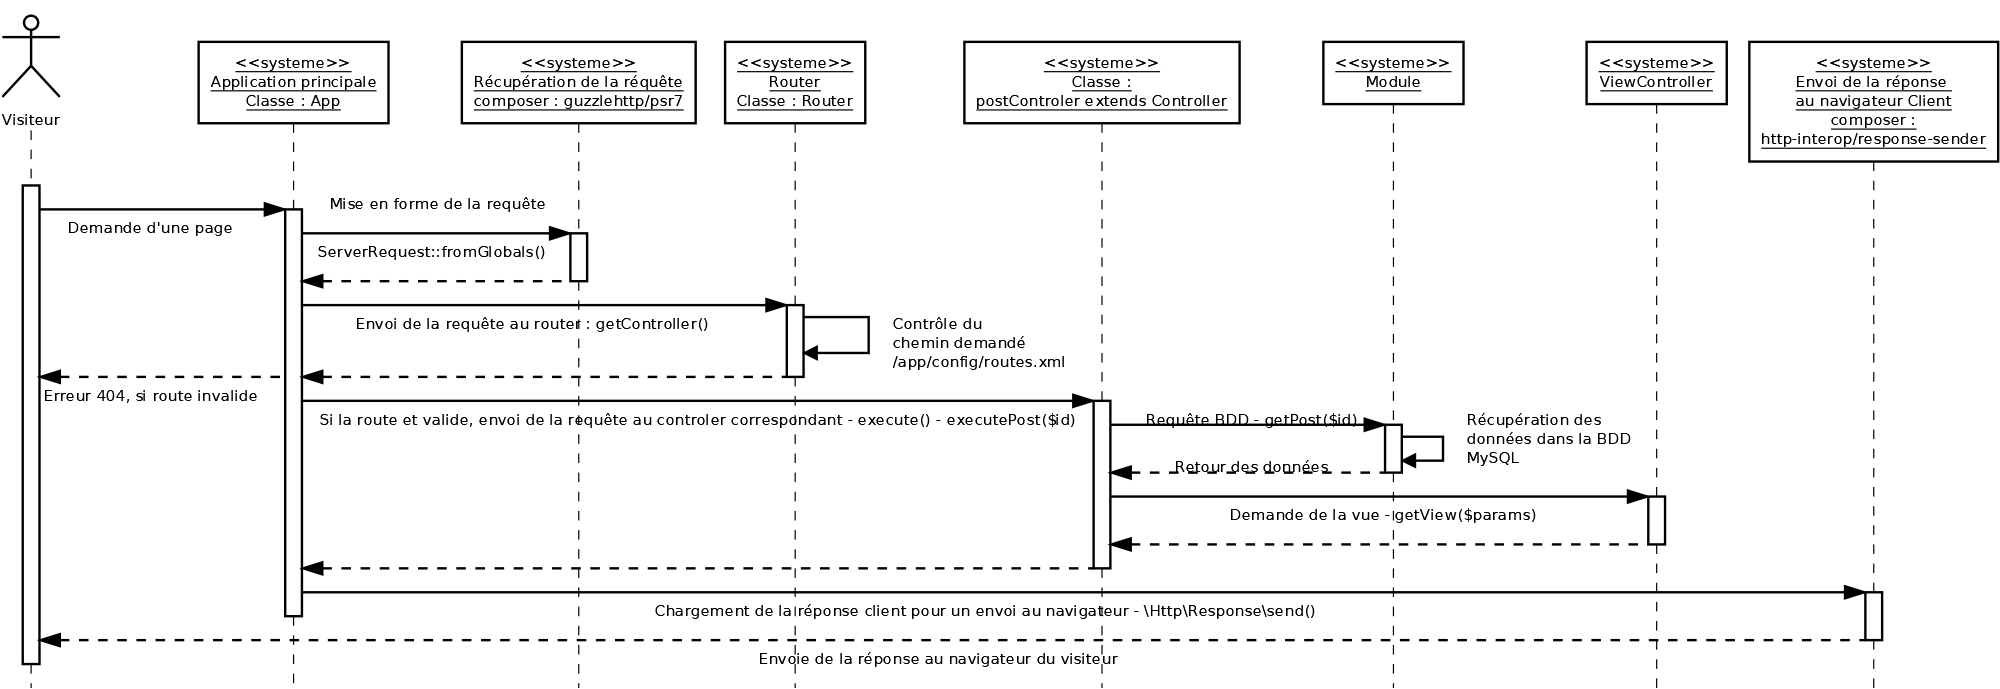 Visiteur
<<systeme>>
Application principale
Classe : App
<<systeme>>
Récupération de la réquête
composer : guzzlehttp/psr7
<<systeme>>
Router
Classe : Router
<<systeme>>
Classe :
postControler extends Controller
<<systeme>>
Module
<<systeme>>
ViewController
<<systeme>>
Envoi de la réponse
au navigateur Client
composer :
http-interop/response-sender
Mise en forme de la requête
Demande d'une page
ServerRequest::fromGlobals()
Envoi de la requête au router : getController()
Contrôle du
chemin demandé
/app/config/routes.xml
Erreur 404, si route invalide
Si la route et valide, envoi de la requête au controler correspondant - execute() - executePost($id)
Requête BDD - getPost($id)
Récupération des
données dans la BDD
MySQL
Retour des données
Demande de la vue - getView($params)
Chargement de la réponse client pour un envoi au navigateur - \Http\Response\send()
Envoie de la réponse au navigateur du visiteur